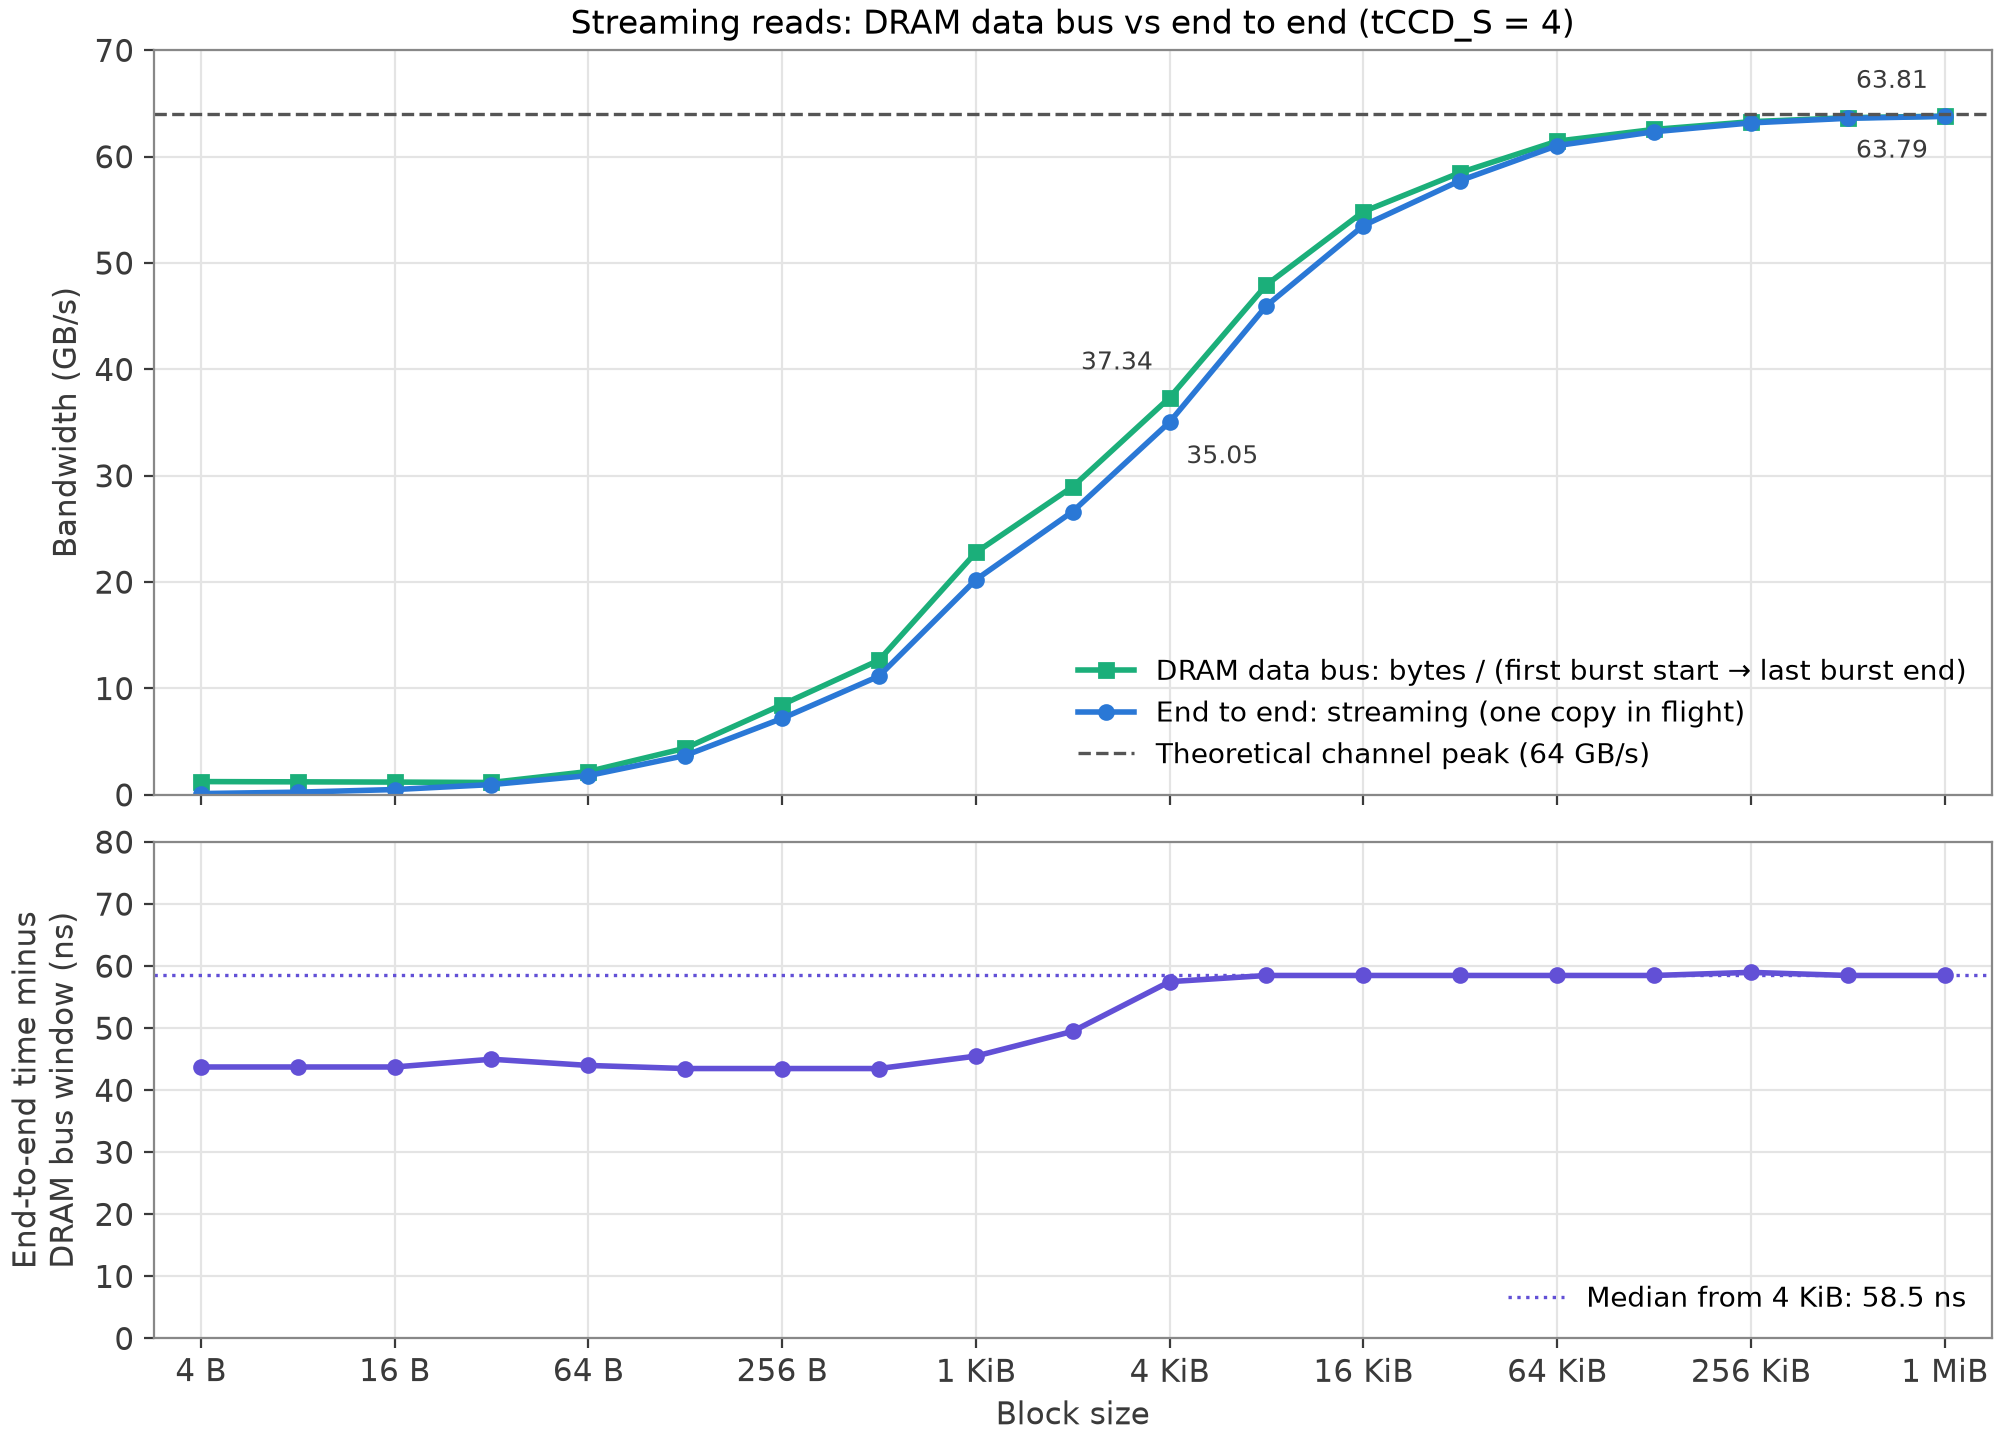 Streaming reads: DRAM data bus vs end to end (tCCD_S = 4)
70
60
50
40
30
20
10
0
Bandwidth (GB/s)
63.81
63.79
37.34
35.05
DRAM data bus: bytes / (first burst start → last burst end)
End to end: streaming (one copy in flight)
Theoretical channel peak (64 GB/s)
80
70
60
50
40
30
20
10
0
End-to-end time minus
DRAM bus window (ns)
Median from 4 KiB: 58.5 ns
4 B
16 B
64 B
256 B
1 KiB
4 KiB
16 KiB
64 KiB
256 KiB
1 MiB
Block size